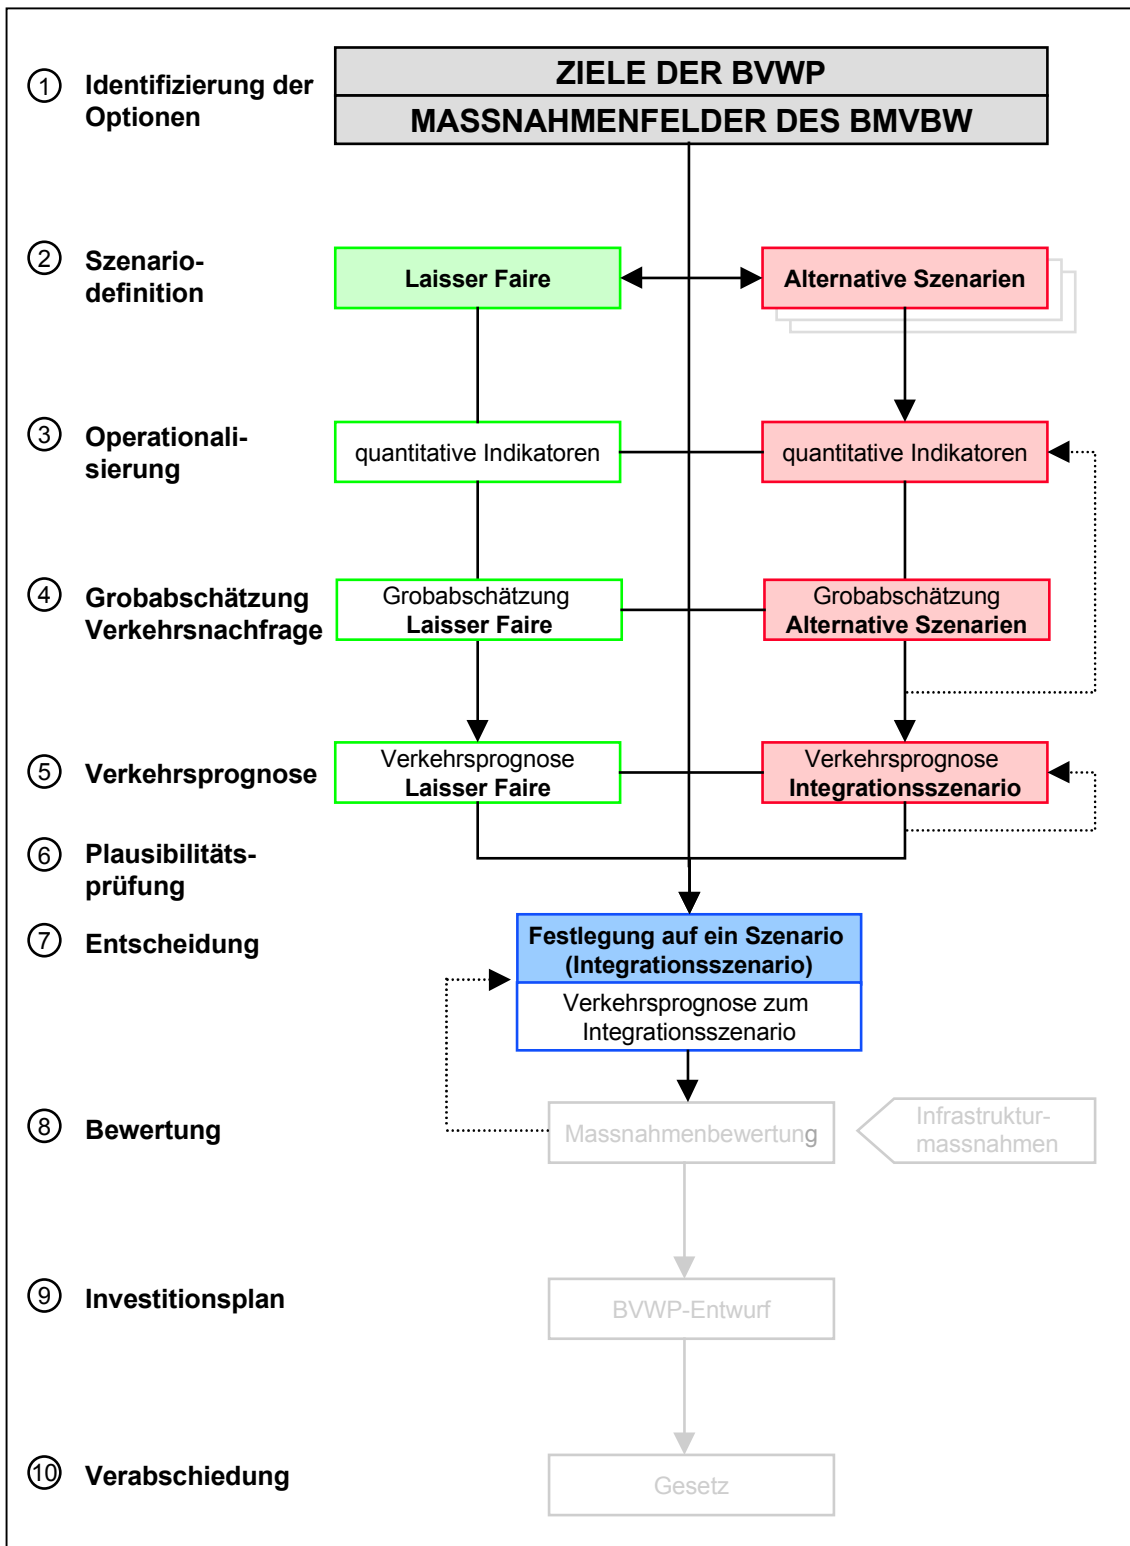 1
Identifizierung der
Optionen
ZIELE DER BVWP
MASSNAHMENFELDER DES BMVBW
2
Szenario-
definition
Laisser Faire
Alternative Szenarien
3
Operationali-
sierung
quantitative Indikatoren
quantitative Indikatoren
4
Grobabschätzung
Verkehrsnachfrage
Grobabschätzung
Laisser Faire
Grobabschätzung
Alternative Szenarien
5
Verkehrsprognose
Verkehrsprognose
Laisser Faire
Verkehrsprognose
Integrationsszenario
6
Plausibilitäts-
prüfung
7
Entscheidung
Festlegung auf ein Szenario
(Integrationsszenario)
Verkehrsprognose zum
Integrationsszenario
8
Bewertung
Massnahmenbewertung
Infrastruktur-
massnahmen
9
Investitionsplan
BVWP-Entwurf
10
Verabschiedung
Gesetz